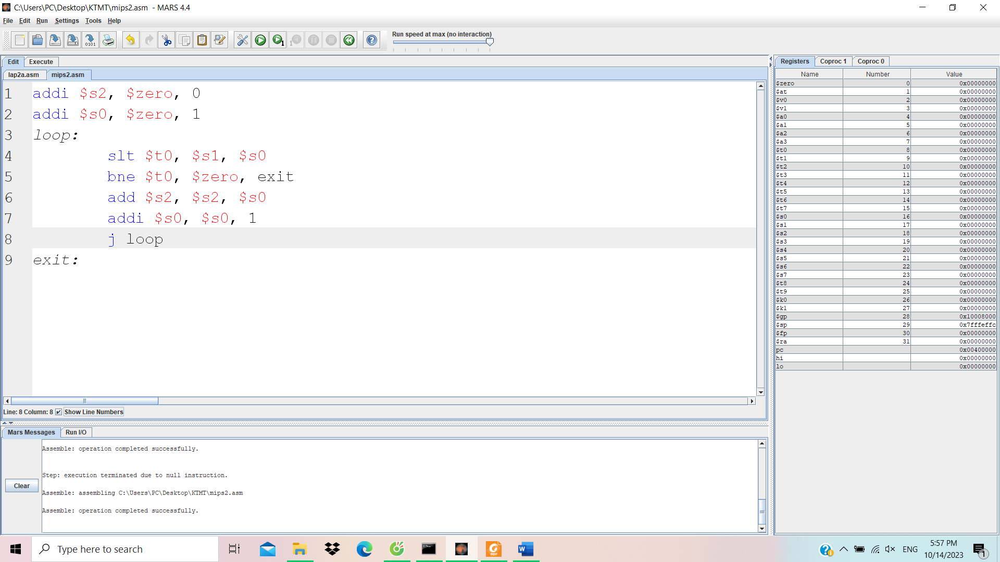 C:\Users\PC\Desktop\KTMT\mips2.asm - MARS 4.4
File Edit Run Settings Tools Help
Run speed at max (no interaction)
Edit Execute
lap2a.asm mips2.asm
1 addi $s2, $zero, 0
2 addi $s0, $zero, 1
3 loop:
4 slt $t0, $s1, $s0
5 bne $t0, $zero, exit
6 add $s2, $s2, $s0
7 addi $s0, $s0, 1
8 j loop
9 exit:
Line: 8 Column: 8 Show Line Numbers
Mars Messages Run I/O
Clear
Assemble: operation completed successfully.
Step: execution terminated due to null instruction.
Assemble: assembling C:\Users\PC\Desktop\KTMT\mips2.asm
Assemble: operation completed successfully.
Registers Coproc 1 Coproc 0
Name Number Value
$zero 0 0x00000000
$at 1 0x00000000
$v0 2 0x00000000
$v1 3 0x00000000
$a0 4 0x00000000
$a1 5 0x00000000
$a2 6 0x00000000
$a3 7 0x00000000
$t0 8 0x00000000
$t1 9 0x00000000
$t2 10 0x00000000
$t3 11 0x00000000
$t4 12 0x00000000
$t5 13 0x00000000
$t6 14 0x00000000
$t7 15 0x00000000
$s0 16 0x00000000
$s1 17 0x00000000
$s2 18 0x00000000
$s3 19 0x00000000
$s4 20 0x00000000
$s5 21 0x00000000
$s6 22 0x00000000
$s7 23 0x00000000
$t8 24 0x00000000
$t9 25 0x00000000
$k0 26 0x00000000
$k1 27 0x00000000
$gp 28 0x10008000
$sp 29 0x7fffeffc
$fp 30 0x00000000
$ra 31 0x00000000
pc 0x00400000
hi 0x00000000
lo 0x00000000
Type here to search
ENG
5:57 PM
10/14/2023
1